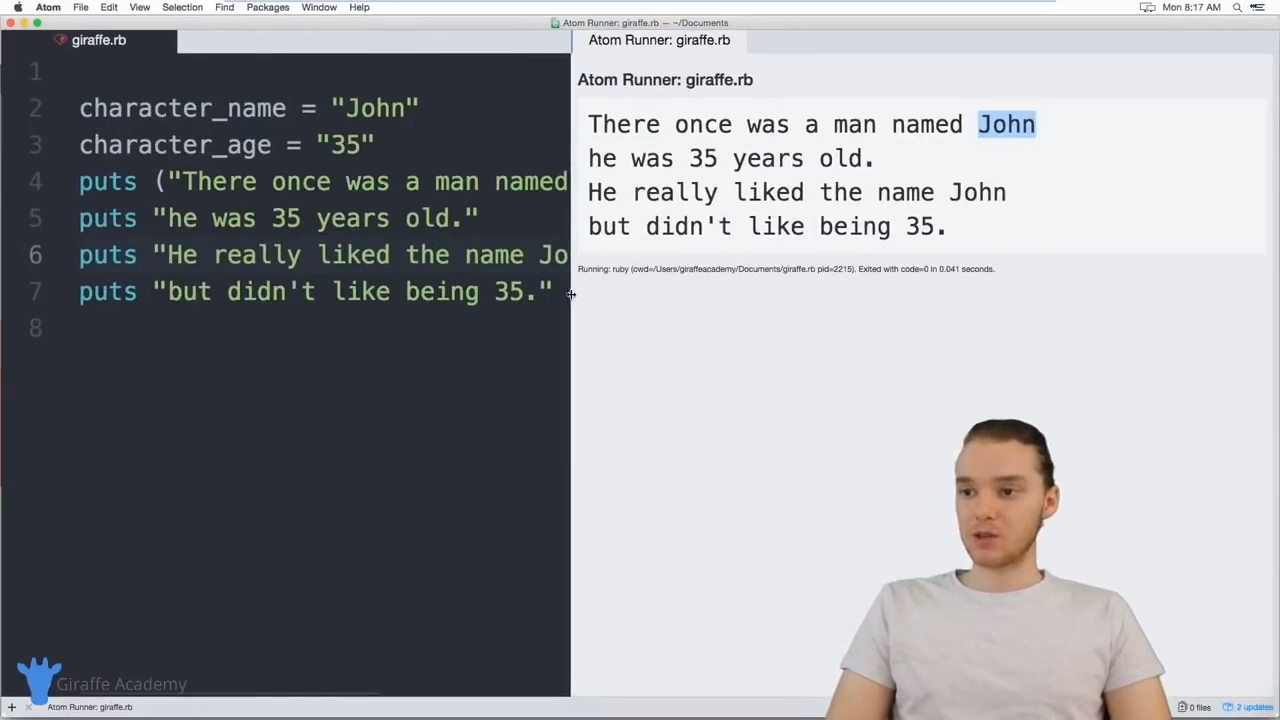 Atom File Edit View Selection Find Packages Window Help Mon 8:17 AM
Atom Runner: giraffe.rb — ~/Documents
giraffe.rb
Atom Runner: giraffe.rb
1
2 character_name = "John"
3 character_age = "35"
4 puts ("There once was a man named
5 puts "he was 35 years old."
6 puts "He really liked the name Jo
7 puts "but didn't like being 35."
8
Atom Runner: giraffe.rb
There once was a man named John
he was 35 years old.
He really liked the name John
but didn't like being 35.
Running: ruby (cwd=/Users/giraffeacademy/Documents/giraffe.rb pid=2215). Exited with code=0 in 0.041 seconds.
Giraffe Academy
+ × Atom Runner: giraffe.rb 0 files 2 updates